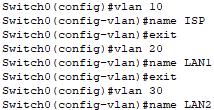 Switch0(config)#vlan 10
Switch0(config-vlan)#name ISP
Switch0(config-vlan)#exit
Switch0(config)#vlan 20
Switch0(config-vlan)#name LAN1
Switch0(config-vlan)#exit
Switch0(config)#vlan 30
Switch0(config-vlan)#name LAN2